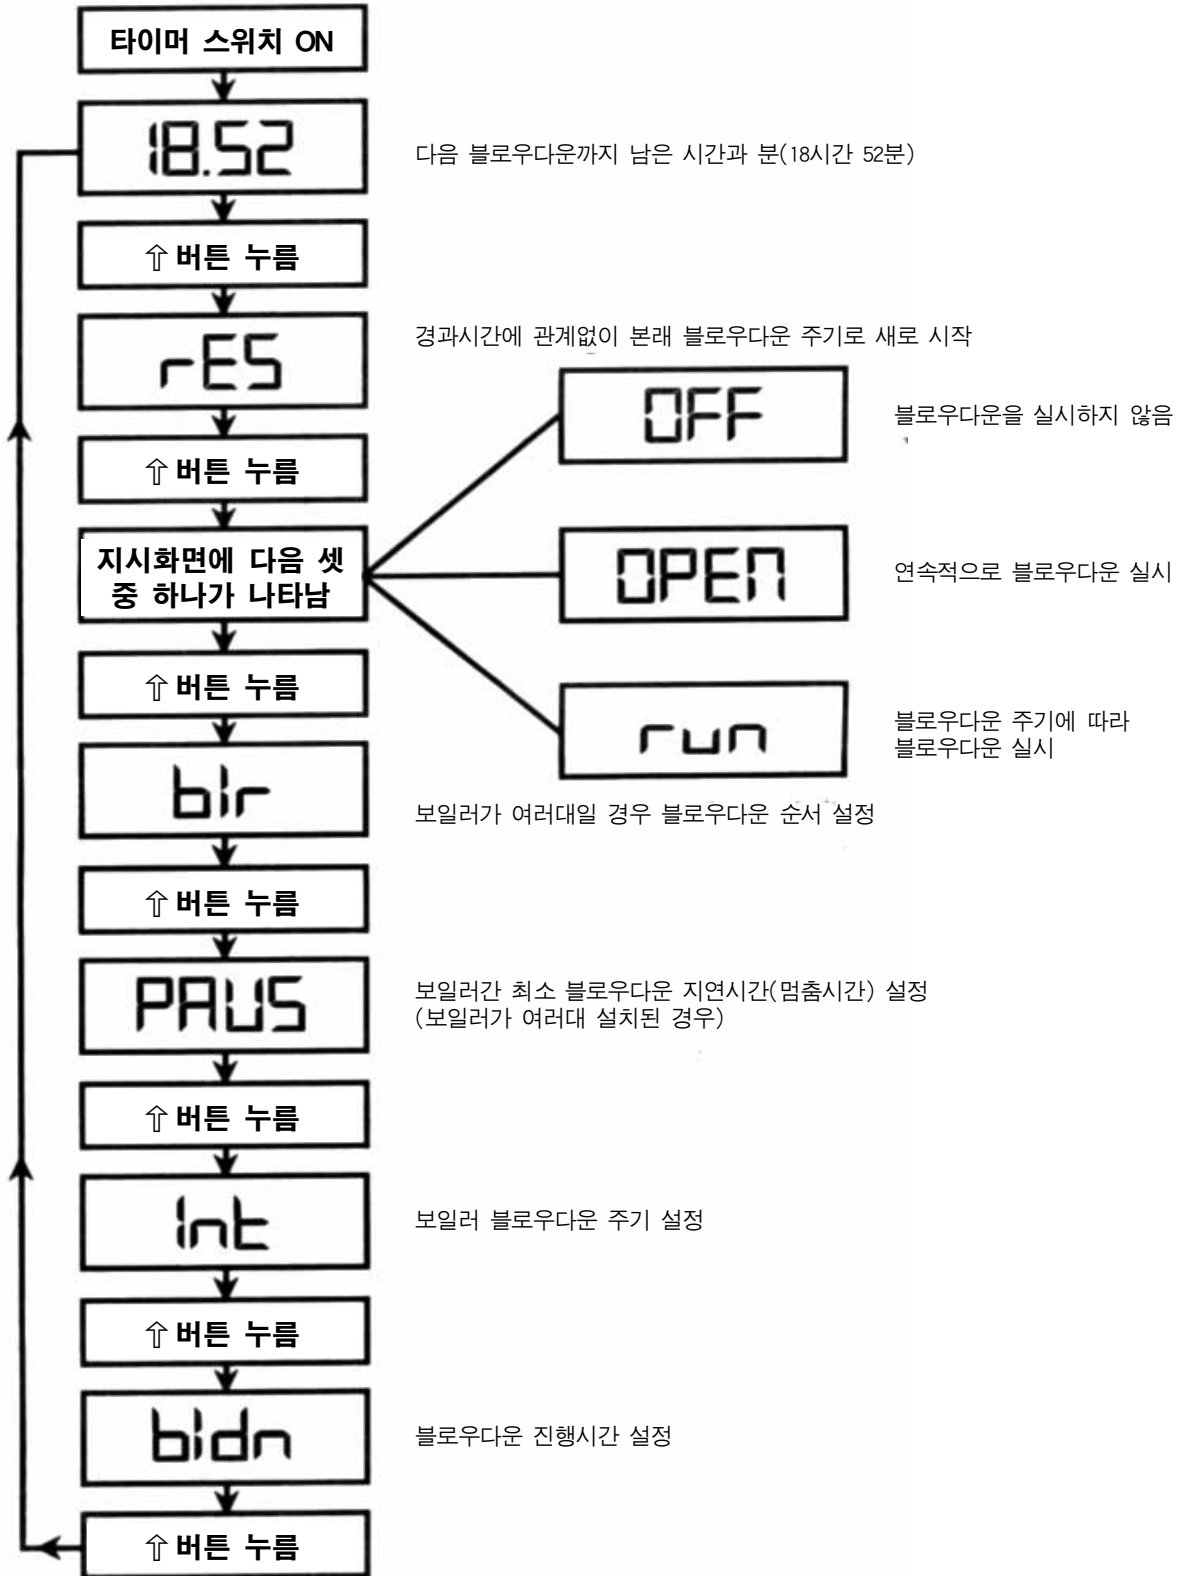 타이머 스위치 ON
18.52
다음 블로우다운까지 남은 시간과 분(18시간 52분)
⇧ 버튼 누름
rES
경과시간에 관계없이 본래 블로우다운 주기로 새로 시작
⇧ 버튼 누름
지시화면에 다음 셋
중 하나가 나타남
OFF
블로우다운을 실시하지 않음
OPEn
연속적으로 블로우다운 실시
run
블로우다운 주기에 따라
블로우다운 실시
⇧ 버튼 누름
blr
보일러가 여러대일 경우 블로우다운 순서 설정
⇧ 버튼 누름
PAUS
보일러간 최소 블로우다운 지연시간(멈춤시간) 설정
(보일러가 여러대 설치된 경우)
⇧ 버튼 누름
Int
보일러 블로우다운 주기 설정
⇧ 버튼 누름
bldn
블로우다운 진행시간 설정
⇧ 버튼 누름